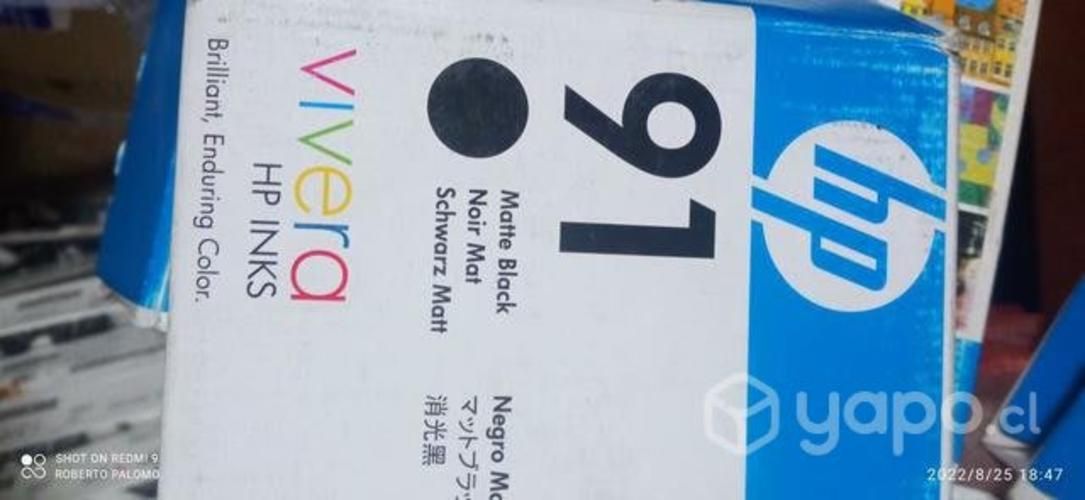 hp
91
Matte Black
Noir Mat
Schwarz Matt
Negro
マットブラッ
消光黑
vivera
HP INKS
Brilliant, Enduring Color.
yapo.cl
SHOT ON REDMI 9
ROBERTO PALOMO
2022/8/25 18:47